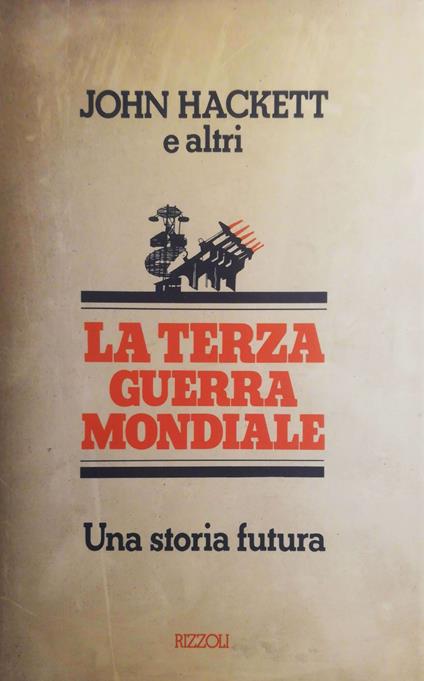 JOHN HACKETT
e altri
LA TERZA
GUERRA
MONDIALE
Una storia futura
RIZZOLI